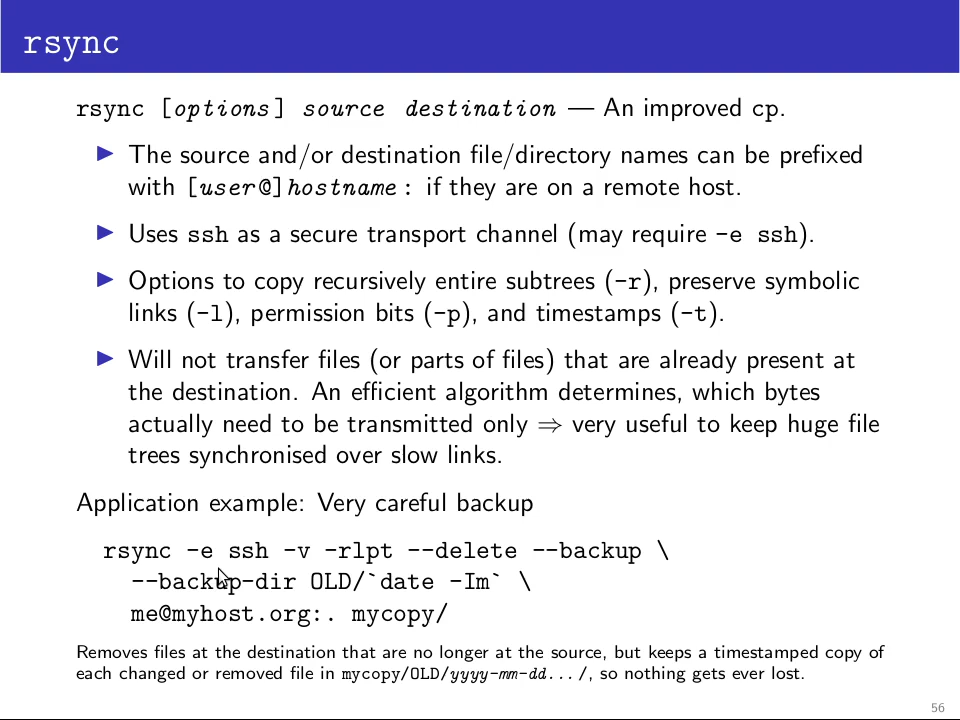 rsync
rsync [options] source destination — An improved cp.
▶ The source and/or destination file/directory names can be prefixed
with [user@]hostname: if they are on a remote host.
▶ Uses ssh as a secure transport channel (may require -e ssh).
▶ Options to copy recursively entire subtrees (-r), preserve symbolic
links (-l), permission bits (-p), and timestamps (-t).
▶ Will not transfer files (or parts of files) that are already present at
the destination. An efficient algorithm determines, which bytes
actually need to be transmitted only ⇒ very useful to keep huge file
trees synchronised over slow links.
Application example: Very careful backup
rsync -e ssh -v -rlpt --delete --backup \
--backup-dir OLD/`date -Im` \
me@myhost.org:. mycopy/
Removes files at the destination that are no longer at the source, but keeps a timestamped copy of
each changed or removed file in mycopy/OLD/yyyy-mm-dd.../, so nothing gets ever lost.
56